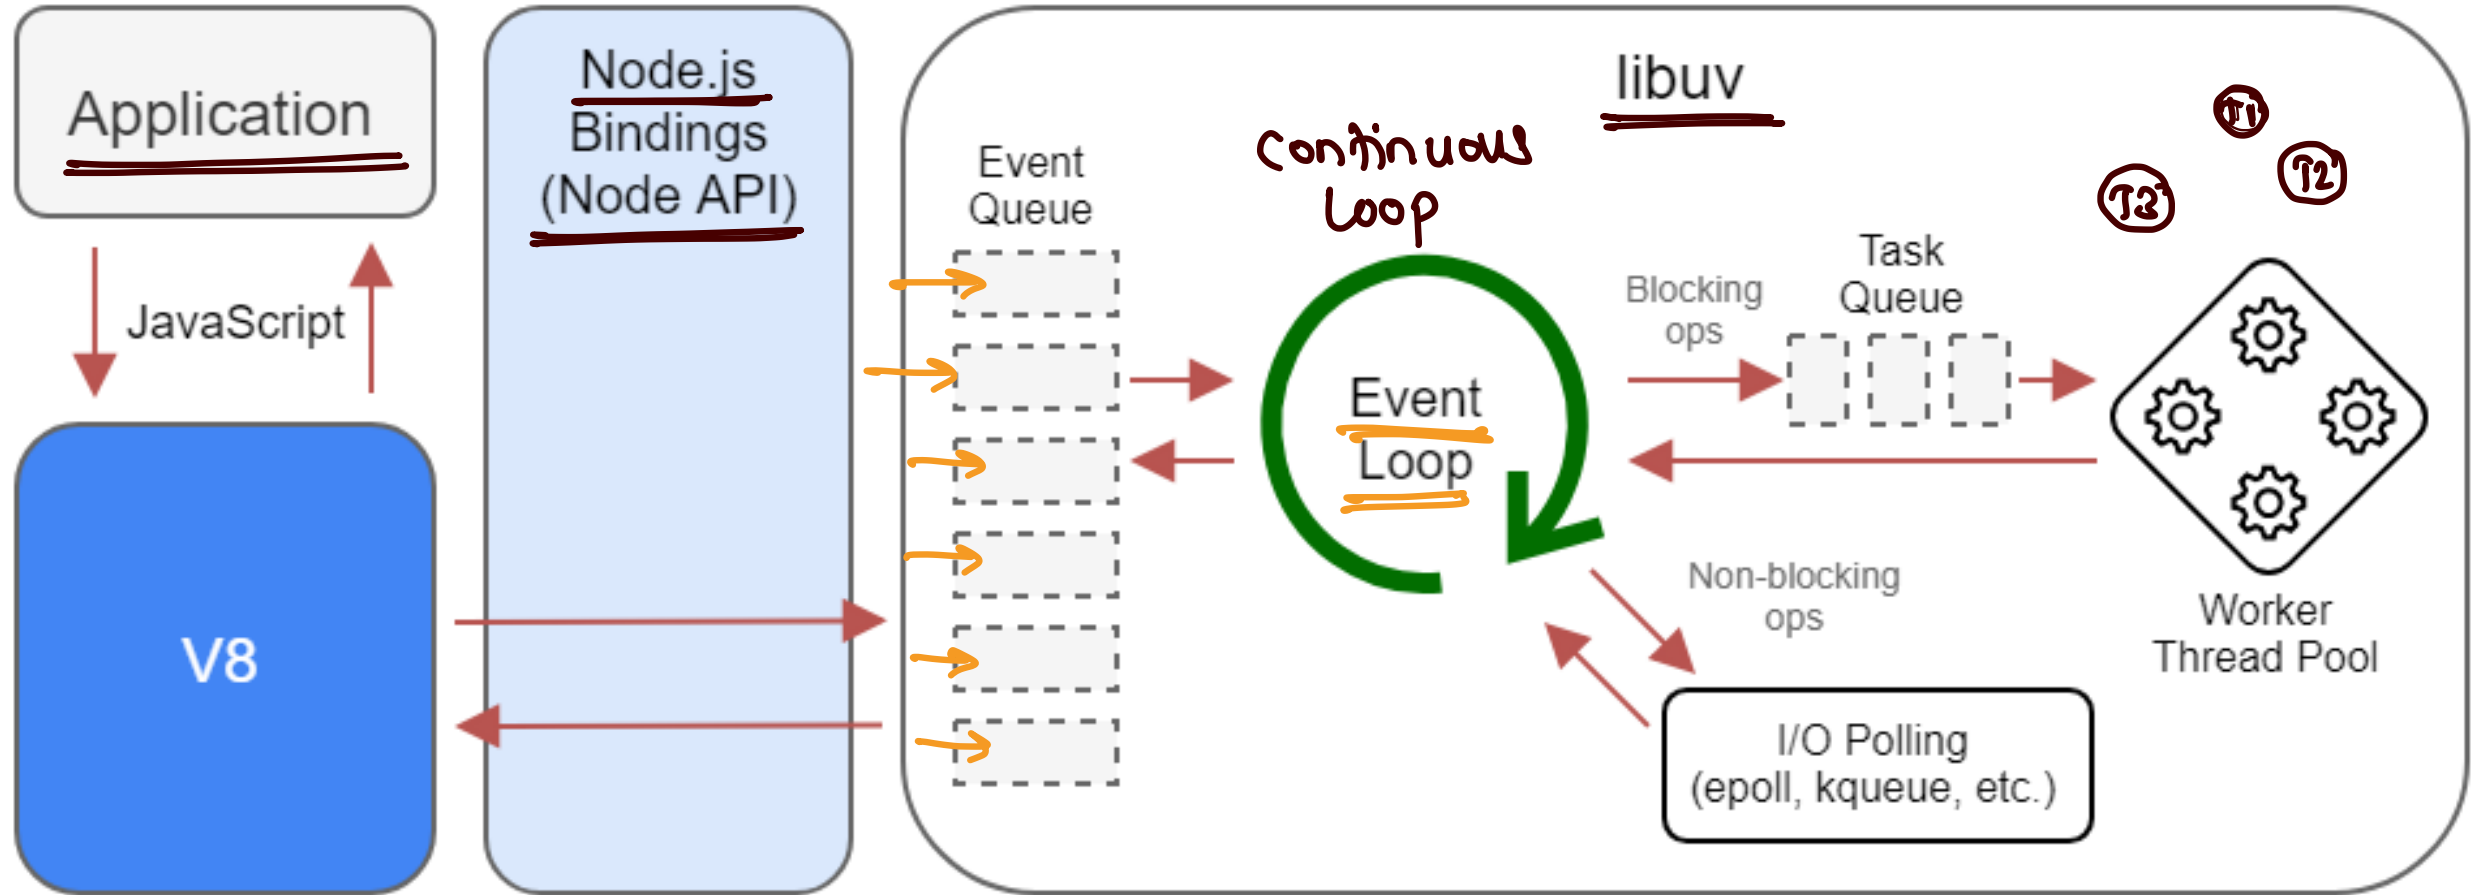 Application
JavaScript
V8
Node.js
Bindings
(Node API)
libuv
Event
Queue
continuous
Loop
Event
Loop
Blocking
ops
Task
Queue
T1
T2
T3
Worker
Thread Pool
Non-blocking
ops
I/O Polling
(epoll, kqueue, etc.)